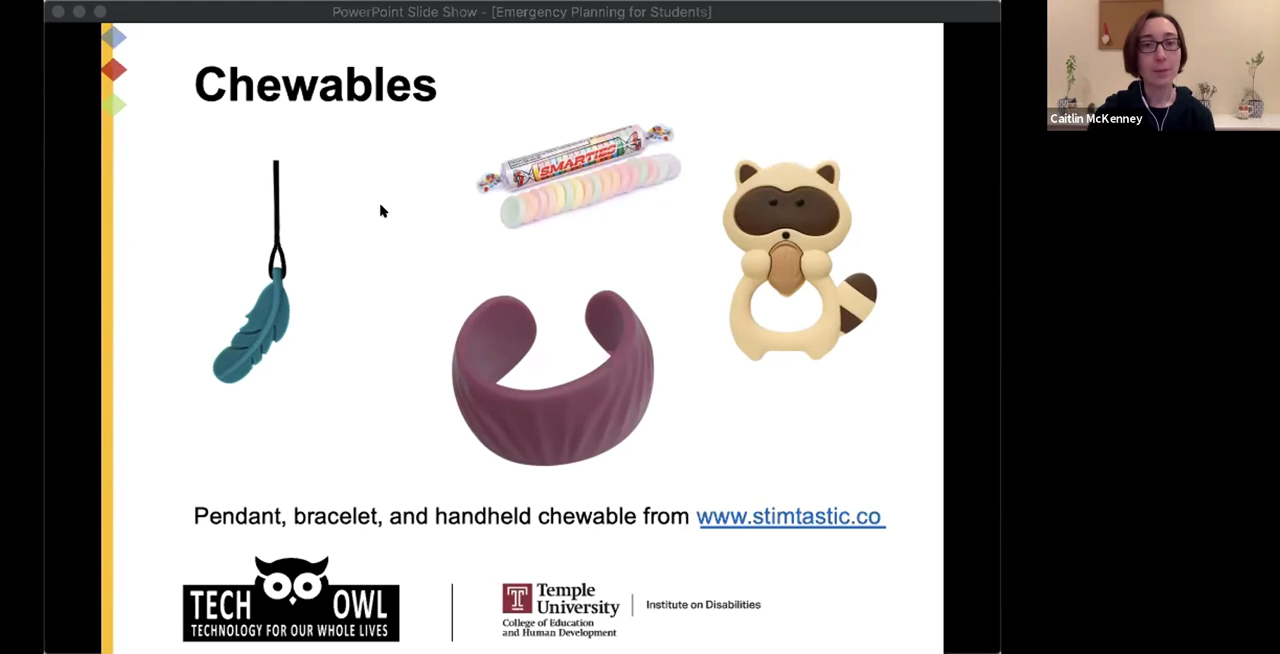 PowerPoint Slide Show - [Emergency Planning for Students]
Chewables
SMARTIES
Caitlin McKenney
Pendant, bracelet, and handheld chewable from www.stimtastic.co
TECH OWL
TECHNOLOGY FOR OUR WHOLE LIVES
T
Temple
University
College of Education
and Human Development
Institute on Disabilities